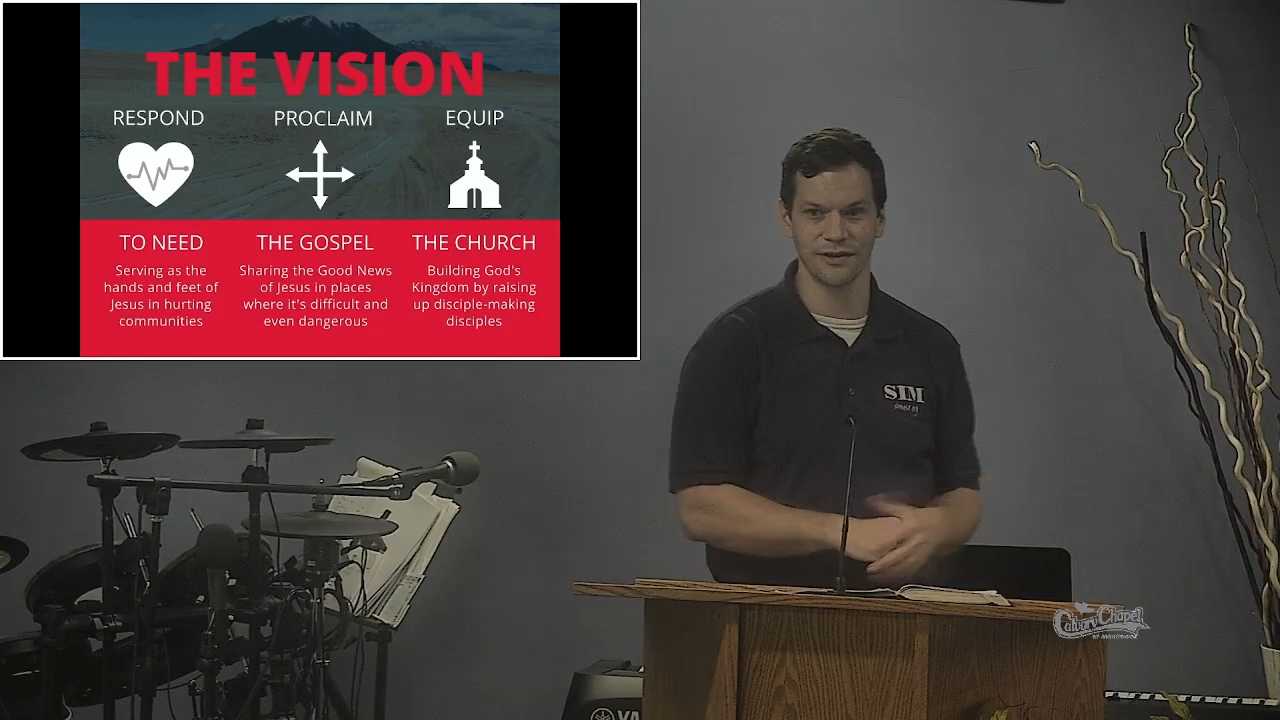 THE VISION
RESPOND
PROCLAIM
EQUIP
TO NEED
Serving as the
hands and feet of
Jesus in hurting
communities
THE GOSPEL
Sharing the Good News
of Jesus in places
where it's difficult and
even dangerous
THE CHURCH
Building God's
Kingdom by raising
up disciple-making
disciples
SIM
Calvary Chapel
YA